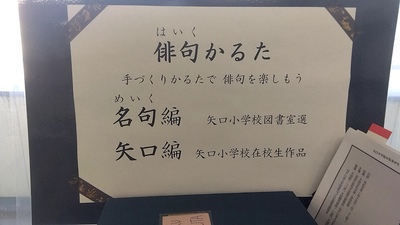 はいく
俳句かるた
手づくりかるたで 俳句を楽しもう
めいく
名句編 矢口小学校図書室選
矢口編 矢口小学校在校生作品